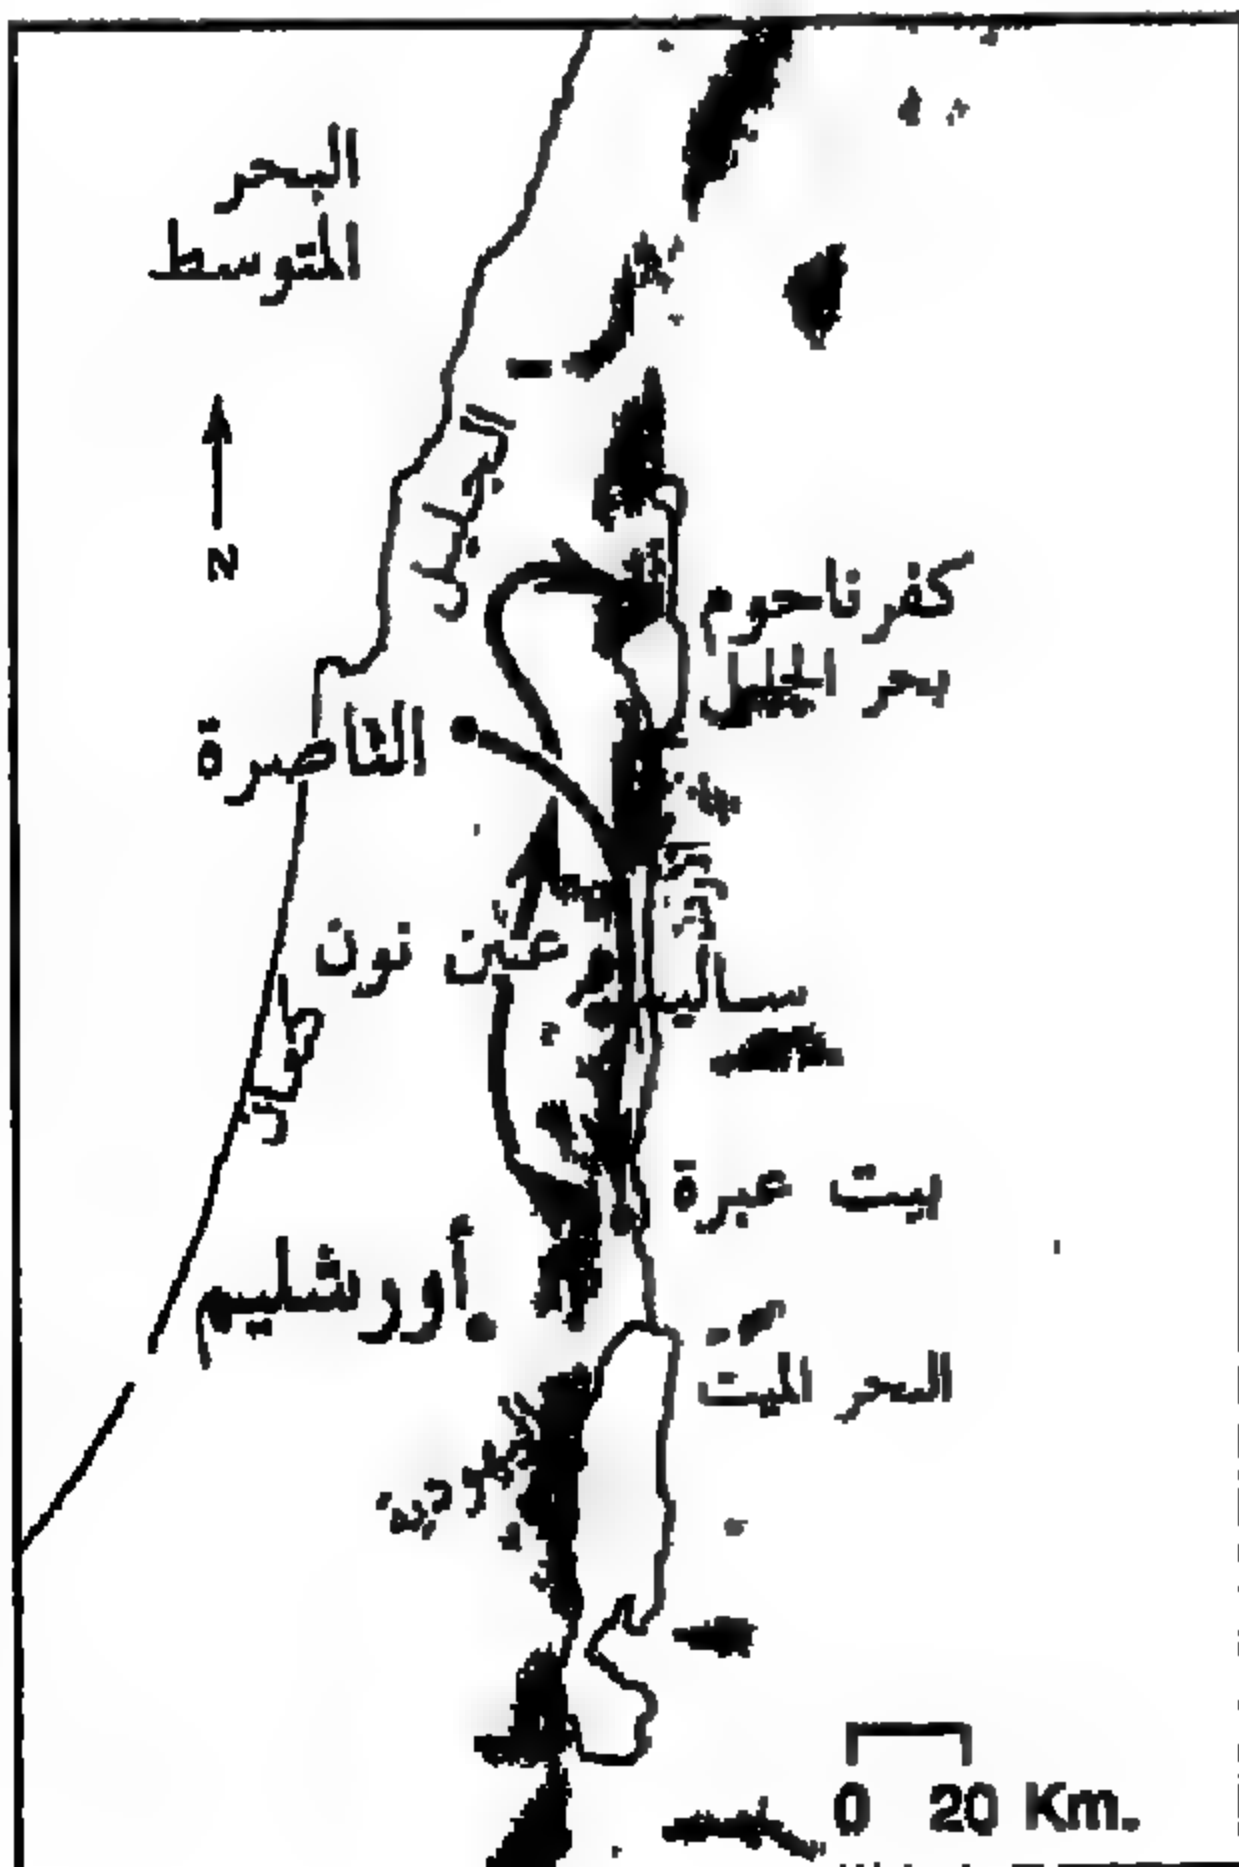 البحر
المتوسط
N
الجليل
كفرناحوم
بحر الجليل
الناصرة
عين نون
ساليم
بيت عبرة
أورشليم
البحر الميت
اليهودية
0 20 Km.